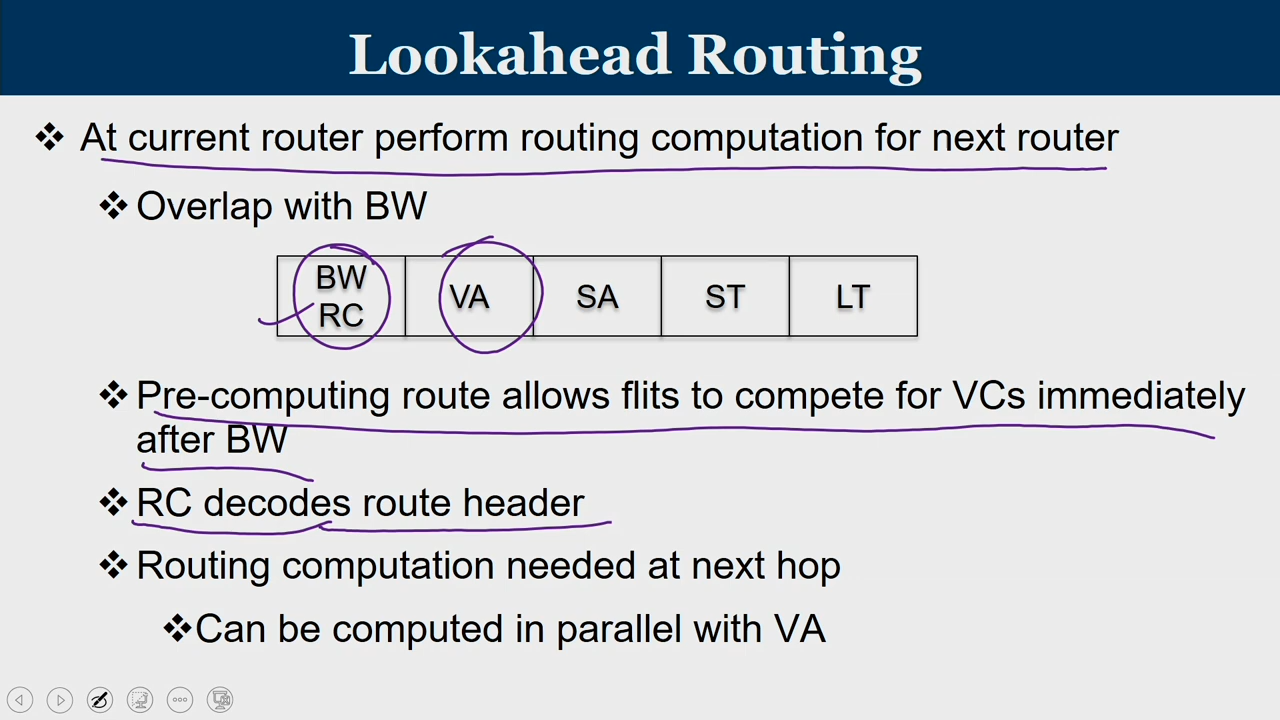 Lookahead Routing
❖ At current router perform routing computation for next router
❖ Overlap with BW
BW RC VA SA ST LT
❖ Pre-computing route allows flits to compete for VCs immediately
after BW
❖ RC decodes route header
❖ Routing computation needed at next hop
❖ Can be computed in parallel with VA